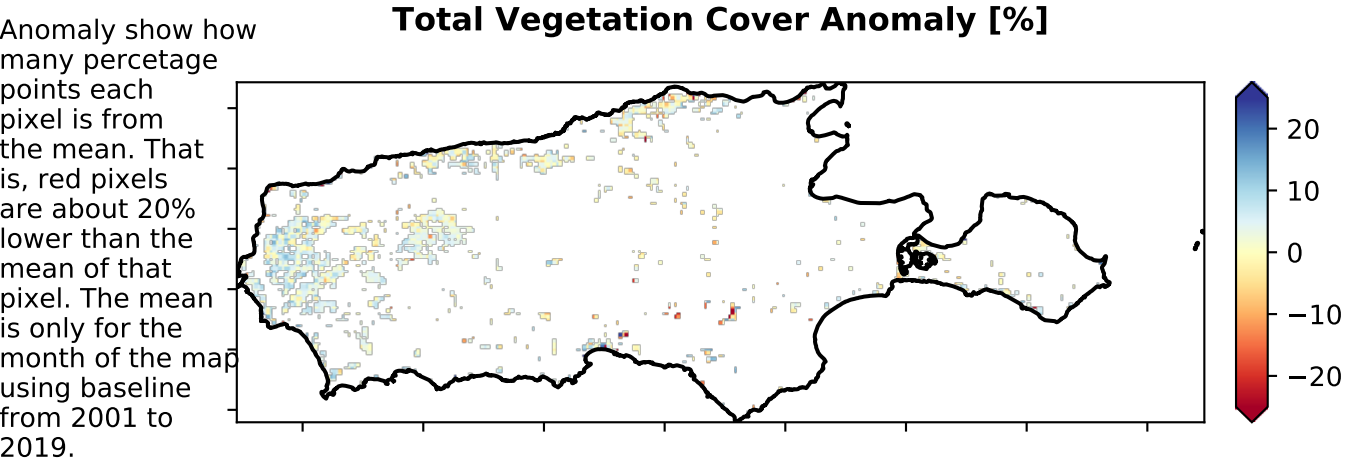 Total Vegetation Cover Anomaly [%]
Anomaly show how
many percetage
points each
pixel is from
the mean. That
is, red pixels
are about 20%
lower than the
mean of that
pixel. The mean
is only for the
month of the map
using baseline
from 2001 to
2019.
20
10
0
−10
−20